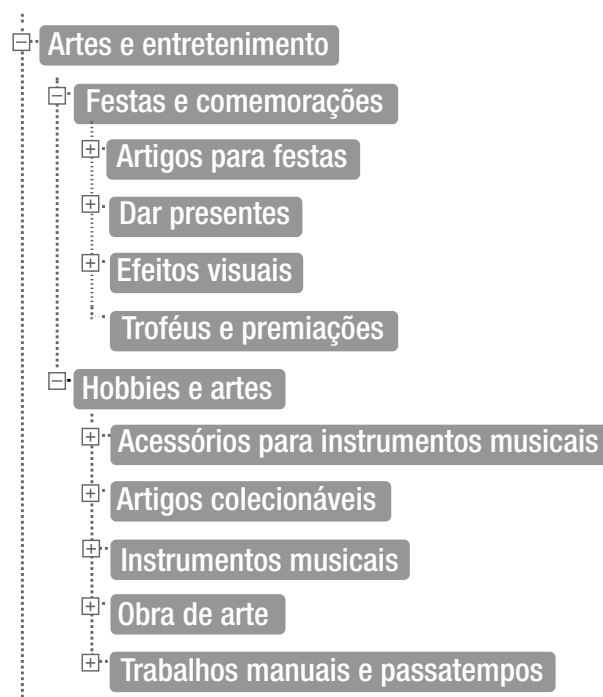 Artes e entretenimento
Festas e comemorações
Artigos para festas
Dar presentes
Efeitos visuais
Troféus e premiações
Hobbies e artes
Acessórios para instrumentos musicais
Artigos colecionáveis
Instrumentos musicais
Obra de arte
Trabalhos manuais e passatempos